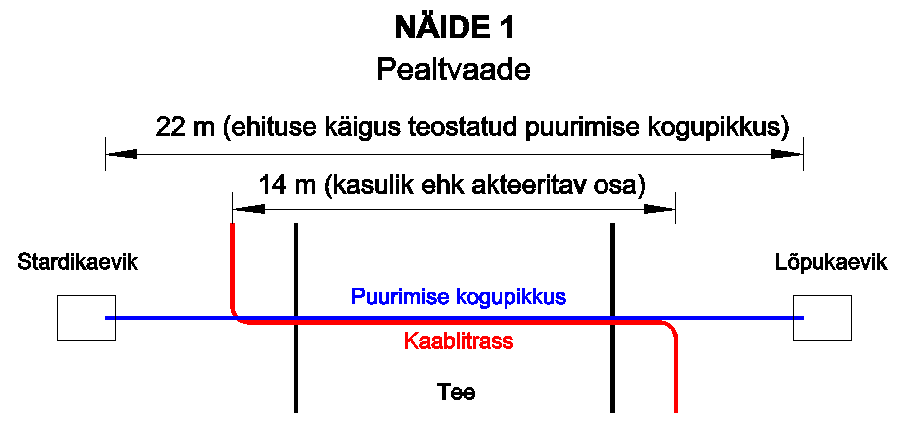 NÄIDE 1
Pealtvaade
22 m (ehituse käigus teostatud puurimise kogupikkus)
14 m (kasulik ehk akteeritav osa)
Stardikaevik
Lõpukaevik
Puurimise kogupikkus
Kaablitrass
Tee